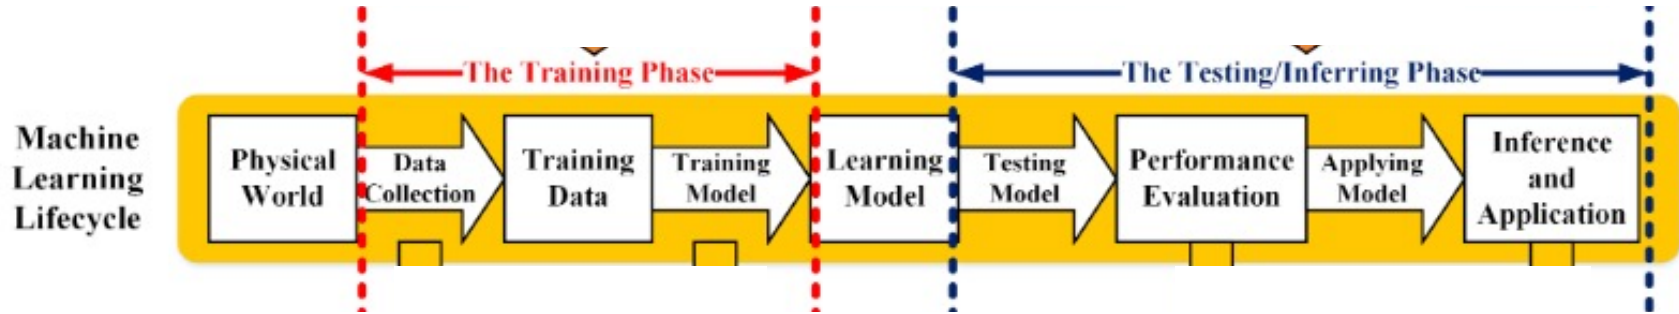 The Training Phase
The Testing/Inferring Phase
Machine
Learning
Lifecycle
Physical
World
Data
Collection
Training
Data
Training
Model
Learning
Model
Testing
Model
Performance
Evaluation
Applying
Model
Inference
and
Application